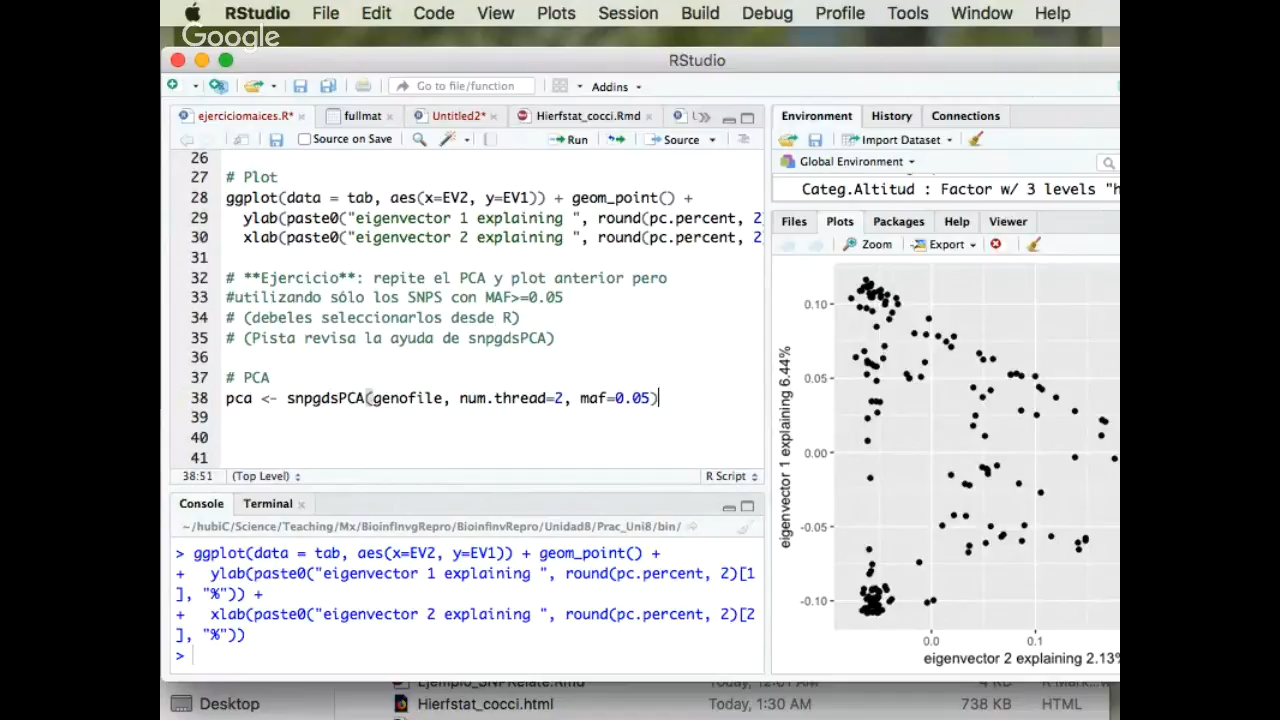 RStudio File Edit Code View Plots Session Build Debug Profile Tools Window Help
Google
RStudio
Go to file/function
Addins
ejerciciomaices.R*
fullmat
Untitled2*
Hierfstat_cocci.Rmd
Source on Save
Run
Source
26
27 # Plot
28 ggplot(data = tab, aes(x=EV2, y=EV1)) + geom_point() +
29 ylab(paste0("eigenvector 1 explaining ", round(pc.percent, 2
30 xlab(paste0("eigenvector 2 explaining ", round(pc.percent, 2
31
32 # **Ejercicio**: repite el PCA y plot anterior pero
33 #utilizando sólo los SNPS con MAF>=0.05
34 # (debeles seleccionarlos desde R)
35 # (Pista revisa la ayuda de snpgdsPCA)
36
37 # PCA
38 pca <- snpgdsPCA(genofile, num.thread=2, maf=0.05)
39
40
41
38:51 (Top Level) R Script
Console Terminal
~/hubiC/Science/Teaching/Mx/BioinfInvgRepro/BioinfinvRepro/Unidad8/Prac_Uni8/bin/
> ggplot(data = tab, aes(x=EV2, y=EV1)) + geom_point() +
+ ylab(paste0("eigenvector 1 explaining ", round(pc.percent, 2)[1
], "%")) +
+ xlab(paste0("eigenvector 2 explaining ", round(pc.percent, 2)[2
], "%"))
>
Environment History Connections
Import Dataset
Global Environment
Categ.Altitud : Factor w/ 3 levels "h
Files Plots Packages Help Viewer
Zoom Export
0.10
0.05
0.00
-0.05
-0.10
eigenvector 1 explaining 6.44%
0.0 0.1
eigenvector 2 explaining 2.13%
Desktop
Hierfstat_cocci.html Today, 1:30 AM 738 KB HTML